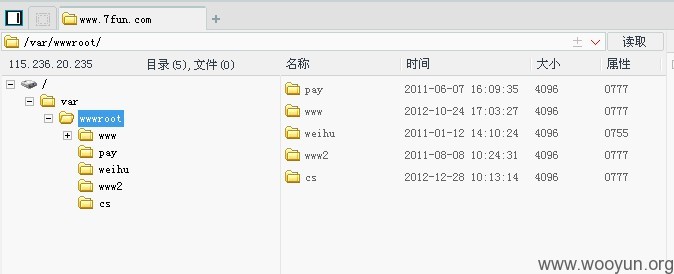 www.7fun.com
/var/wwwroot/ 读取
115.236.20.235 目录(5),文件(0) 名称 时间 大小 属性
/
var
wwwroot
www
pay
weihu
www2
cs
pay 2011-06-07 16:09:35 4096 0777
www 2012-10-24 17:03:27 4096 0777
weihu 2011-01-12 14:10:24 4096 0755
www2 2011-08-08 10:24:31 4096 0777
cs 2012-12-28 10:13:14 4096 0777
www.wooyun.org